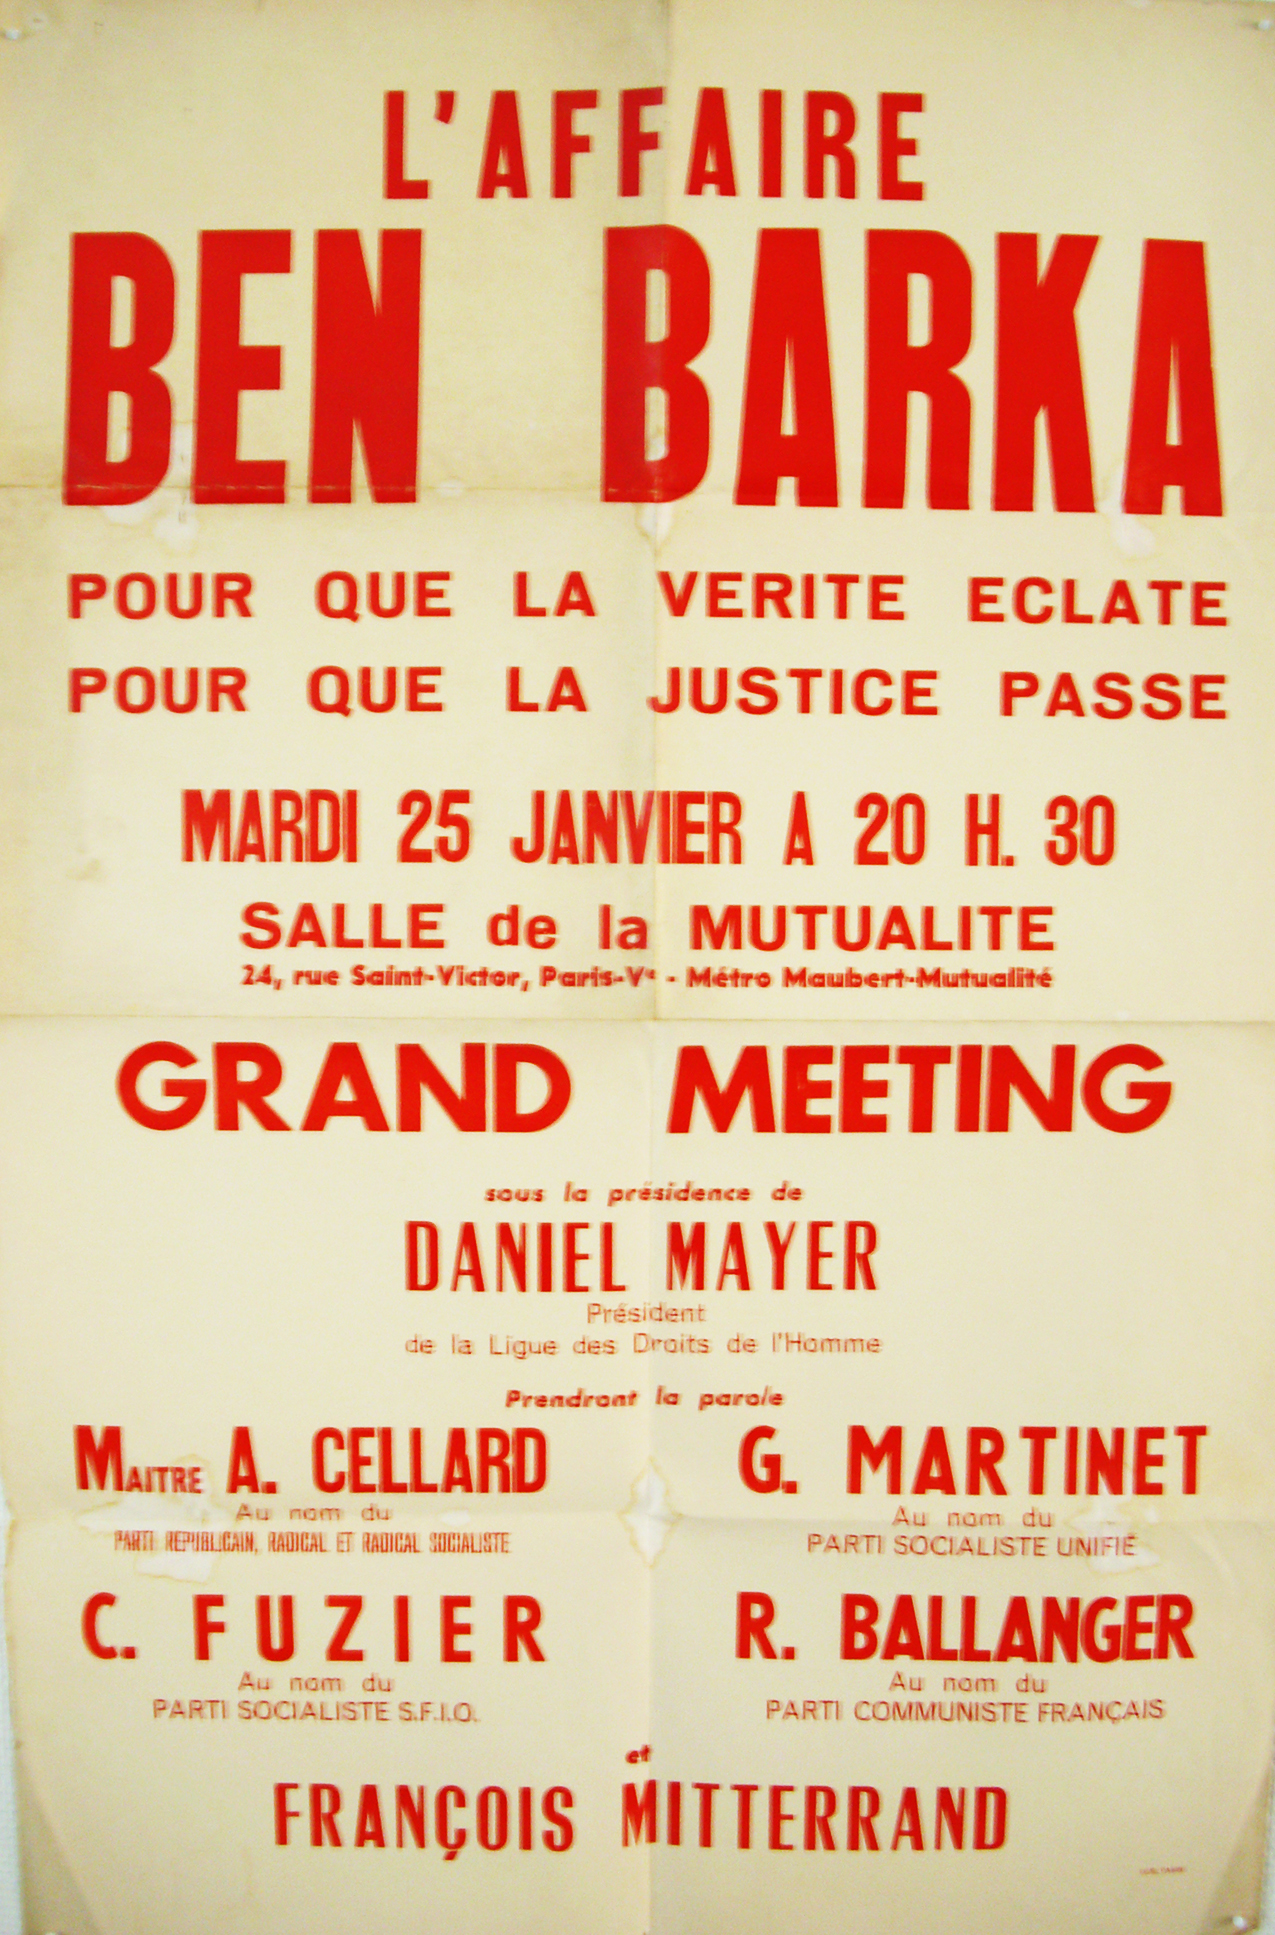 L'AFFAIRE
BEN BARKA
POUR QUE LA VERITE ECLATE
POUR QUE LA JUSTICE PASSE
MARDI 25 JANVIER A 20 H. 30
SALLE de la MUTUALITE
24, rue Saint-Victor, Paris-Vᵉ - Métro Maubert-Mutualité
GRAND MEETING
sous la présidence de
DANIEL MAYER
Président
de la Ligue des Droits de l'Homme
Prendront la parole
MAITRE A. CELLARD
Au nom du
PARTI REPUBLICAIN, RADICAL ET RADICAL SOCIALISTE
G. MARTINET
Au nom du
PARTI SOCIALISTE UNIFIÉ
C. FUZIER
Au nom du
PARTI SOCIALISTE S.F.I.O.
R. BALLANGER
Au nom du
PARTI COMMUNISTE FRANÇAIS
et
FRANÇOIS MITTERRAND